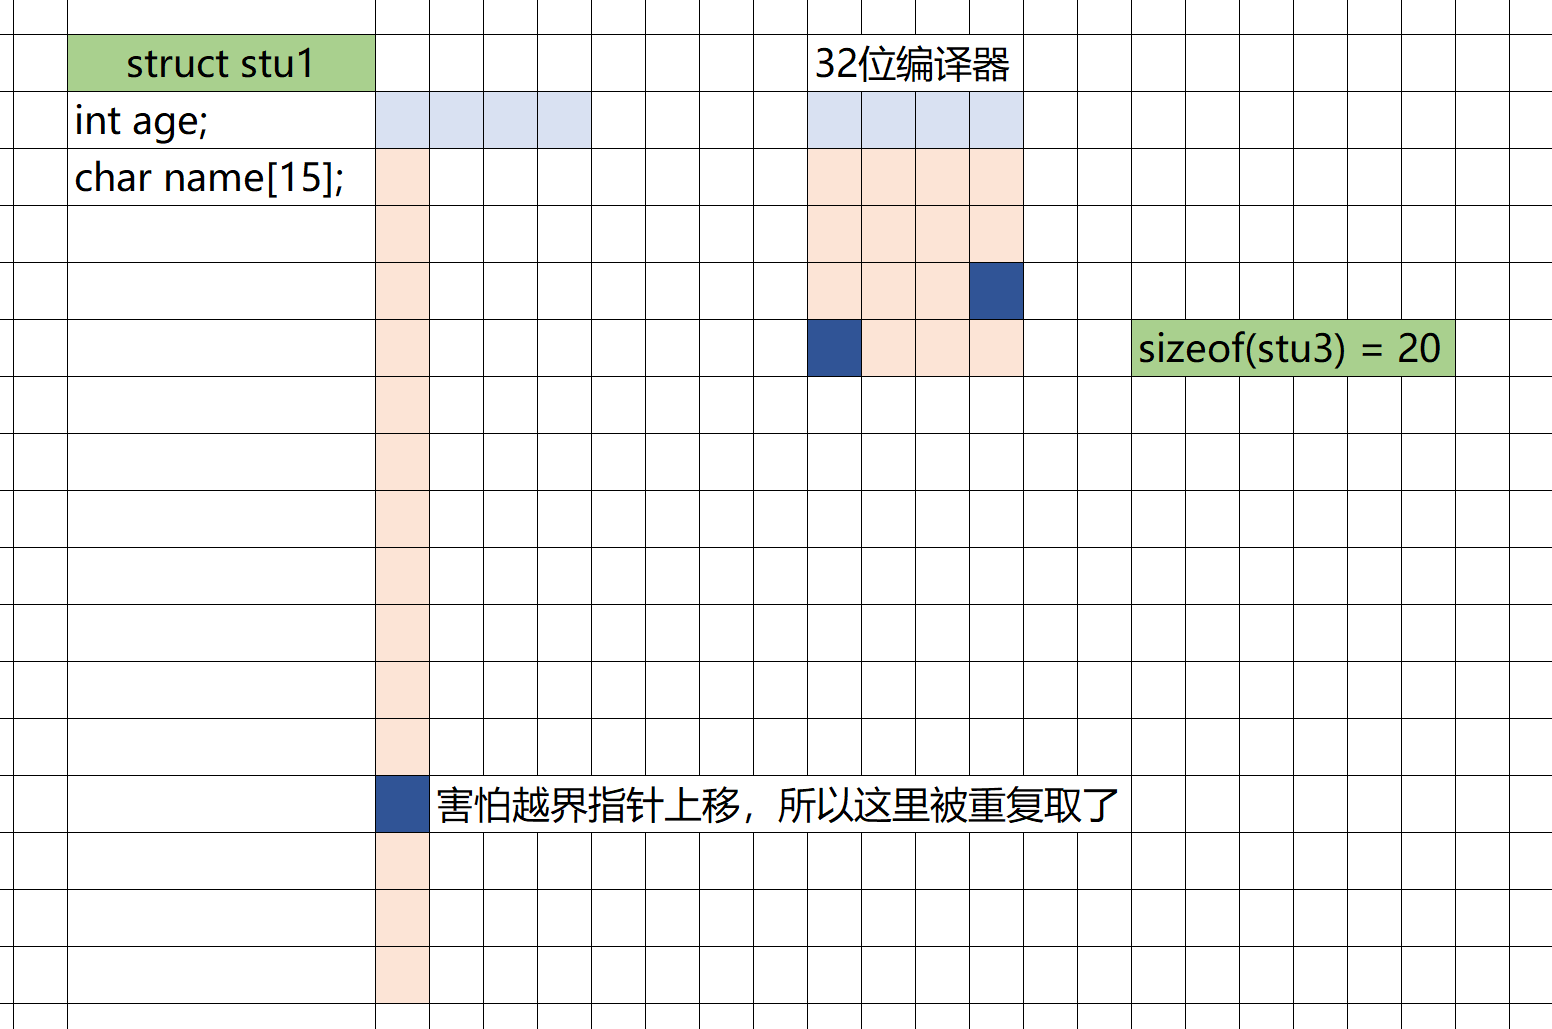 struct stu1
32位编译器
int age;
char name[15];
sizeof(stu3) = 20
害怕越界指针上移，所以这里被重复取了